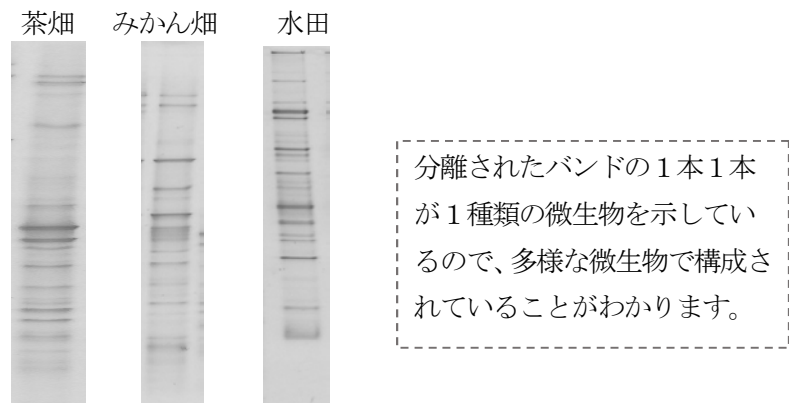 茶畑 みかん畑 水田
分離されたバンドの１本１本
が１種類の微生物を示してい
るので、多様な微生物で構成さ
れていることがわかります。